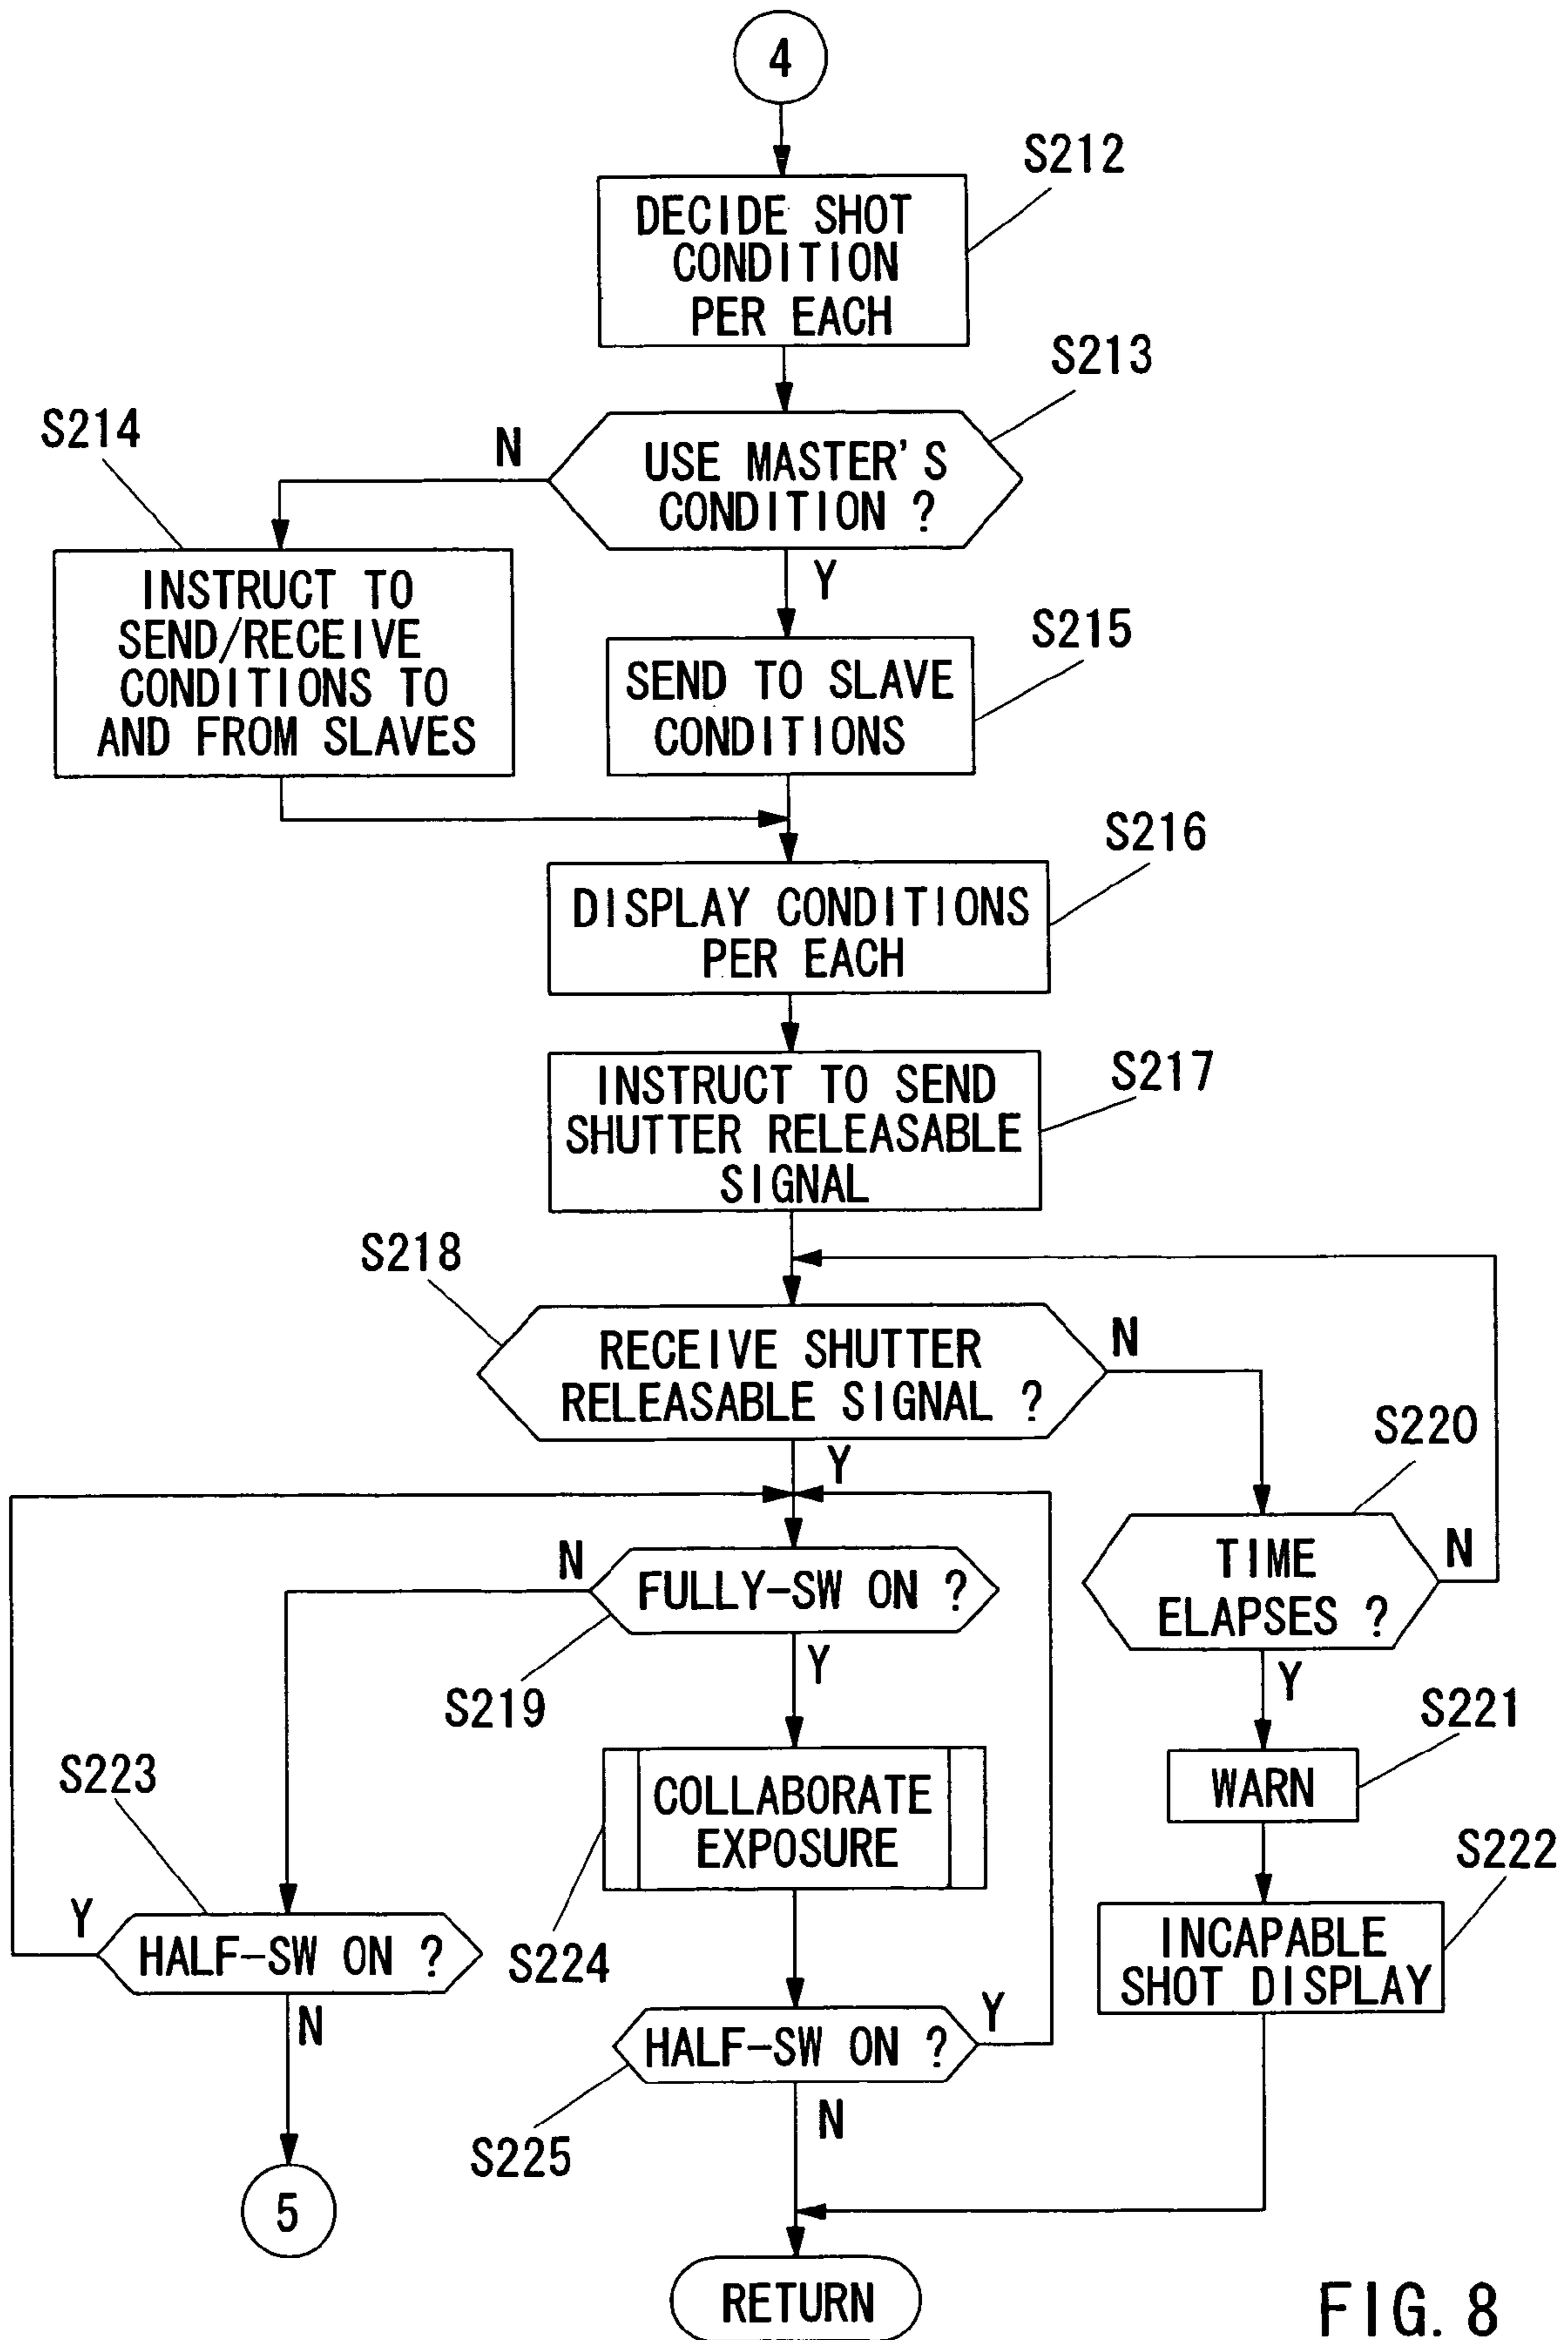 4
S212
DECIDE SHOT
CONDITION
PER EACH
S213
USE MASTER'S
CONDITION ?
N
Y
S214
INSTRUCT TO
SEND/RECEIVE
CONDITIONS TO
AND FROM SLAVES
S215
SEND TO SLAVE
CONDITIONS
S216
DISPLAY CONDITIONS
PER EACH
S217
INSTRUCT TO SEND
SHUTTER RELEASABLE
SIGNAL
S218
RECEIVE SHUTTER
RELEASABLE SIGNAL ?
N
Y
S220
TIME
ELAPSES ?
N
Y
N
FULLY-SW ON ?
Y
S219
S221
WARN
S223
COLLABORATE
EXPOSURE
S224
S222
INCAPABLE
SHOT DISPLAY
Y
HALF-SW ON ?
N
HALF-SW ON ?
Y
N
S225
5
RETURN
FIG. 8